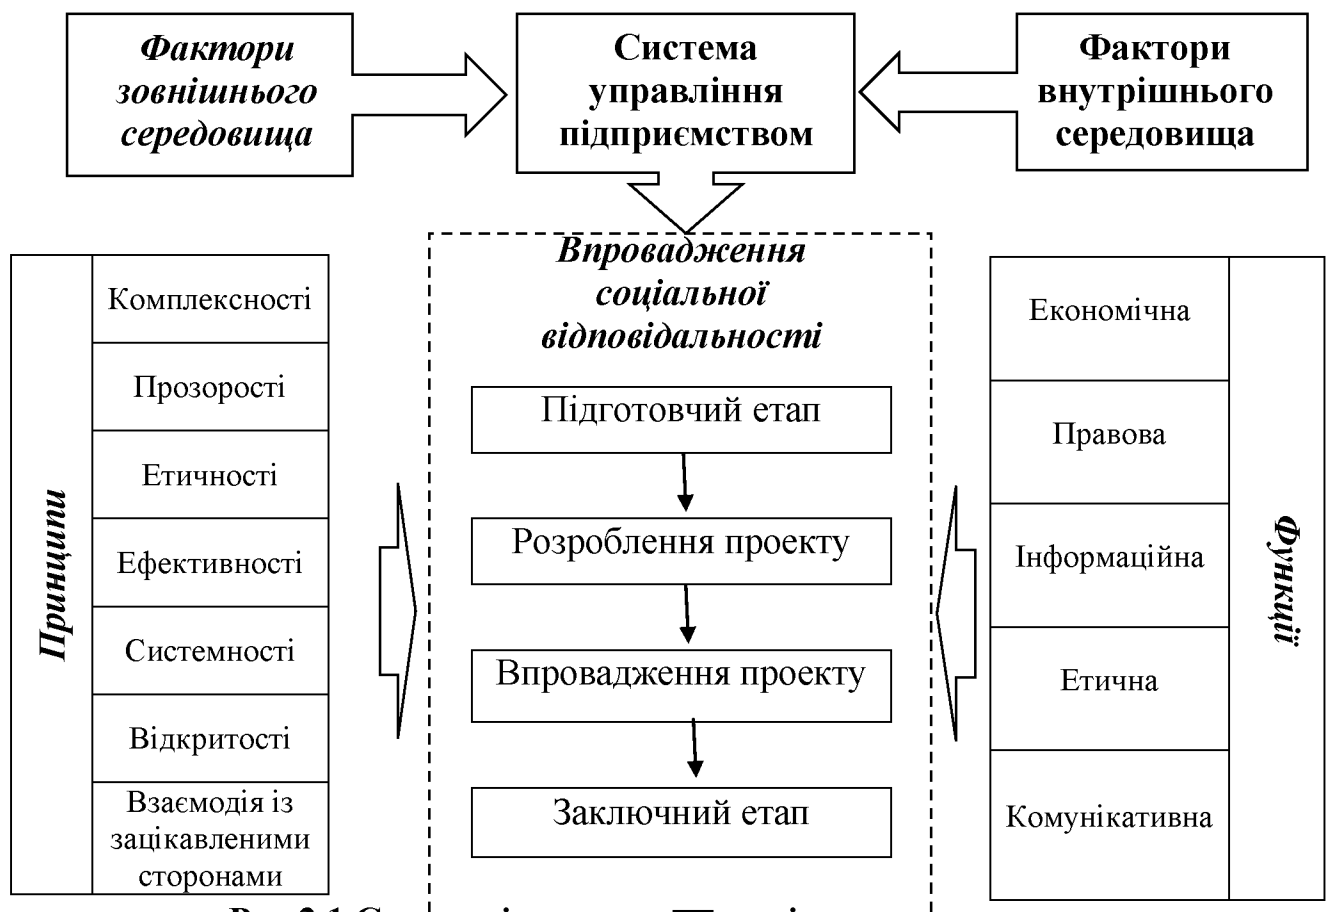 Фактори
зовнішнього
середовища
Система
управління
підприємством
Фактори
внутрішнього
середовища
Принципи
Комплексності
Прозорості
Етичності
Ефективності
Системності
Відкритості
Взаємодія із
зацікавленими
сторонами
Впровадження
соціальної
відповідальності
Підготовчий етап
Розроблення проекту
Впровадження проекту
Заключний етап
Економічна
Правова
Інформаційна
Етична
Комунікативна
Функції